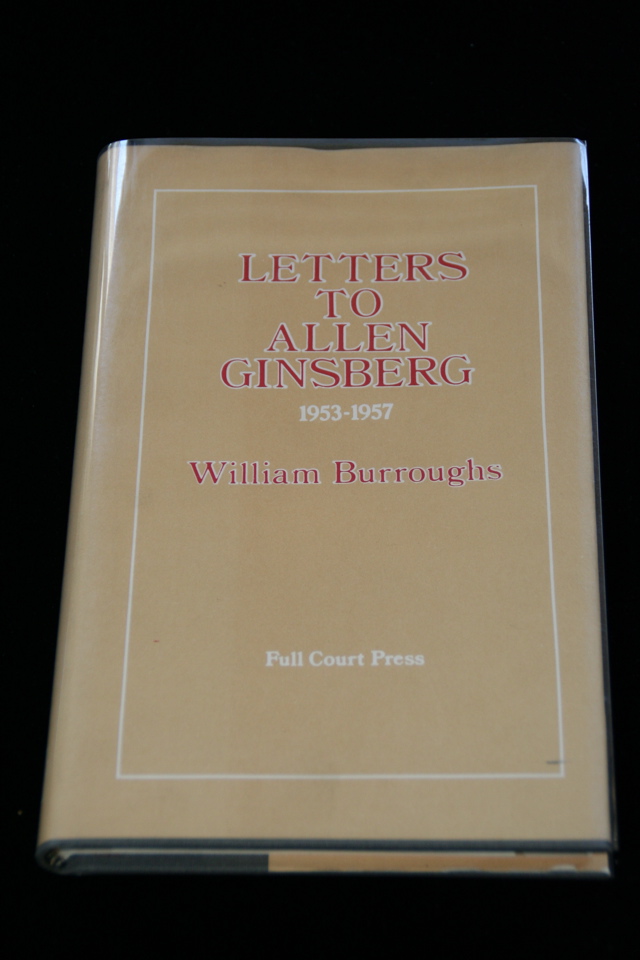 LETTERS
TO
ALLEN
GINSBERG
1953-1957
William Burroughs
Full Court Press